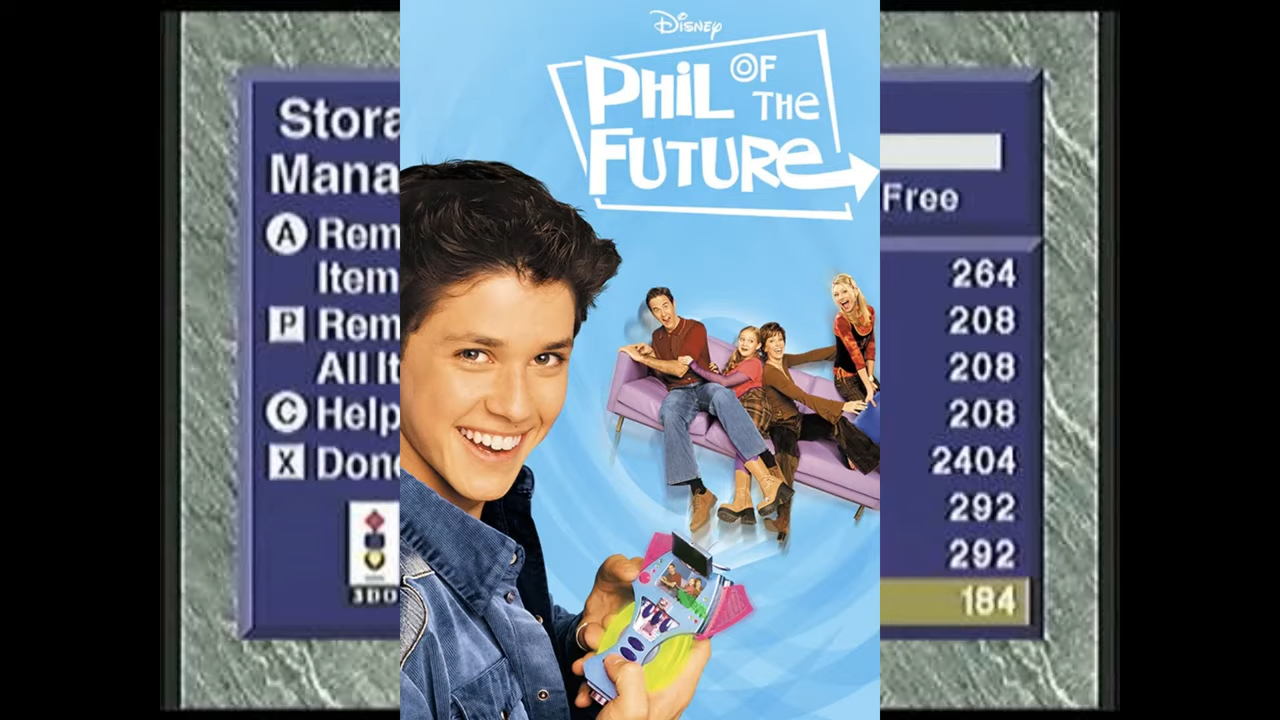 Disney
PHiL OF THE
FUTURE
Stora
Mana
Free
A Rem
Item
264
P Rem
208
All It
208
C Help
208
X Done
2404
292
292
3DO
184